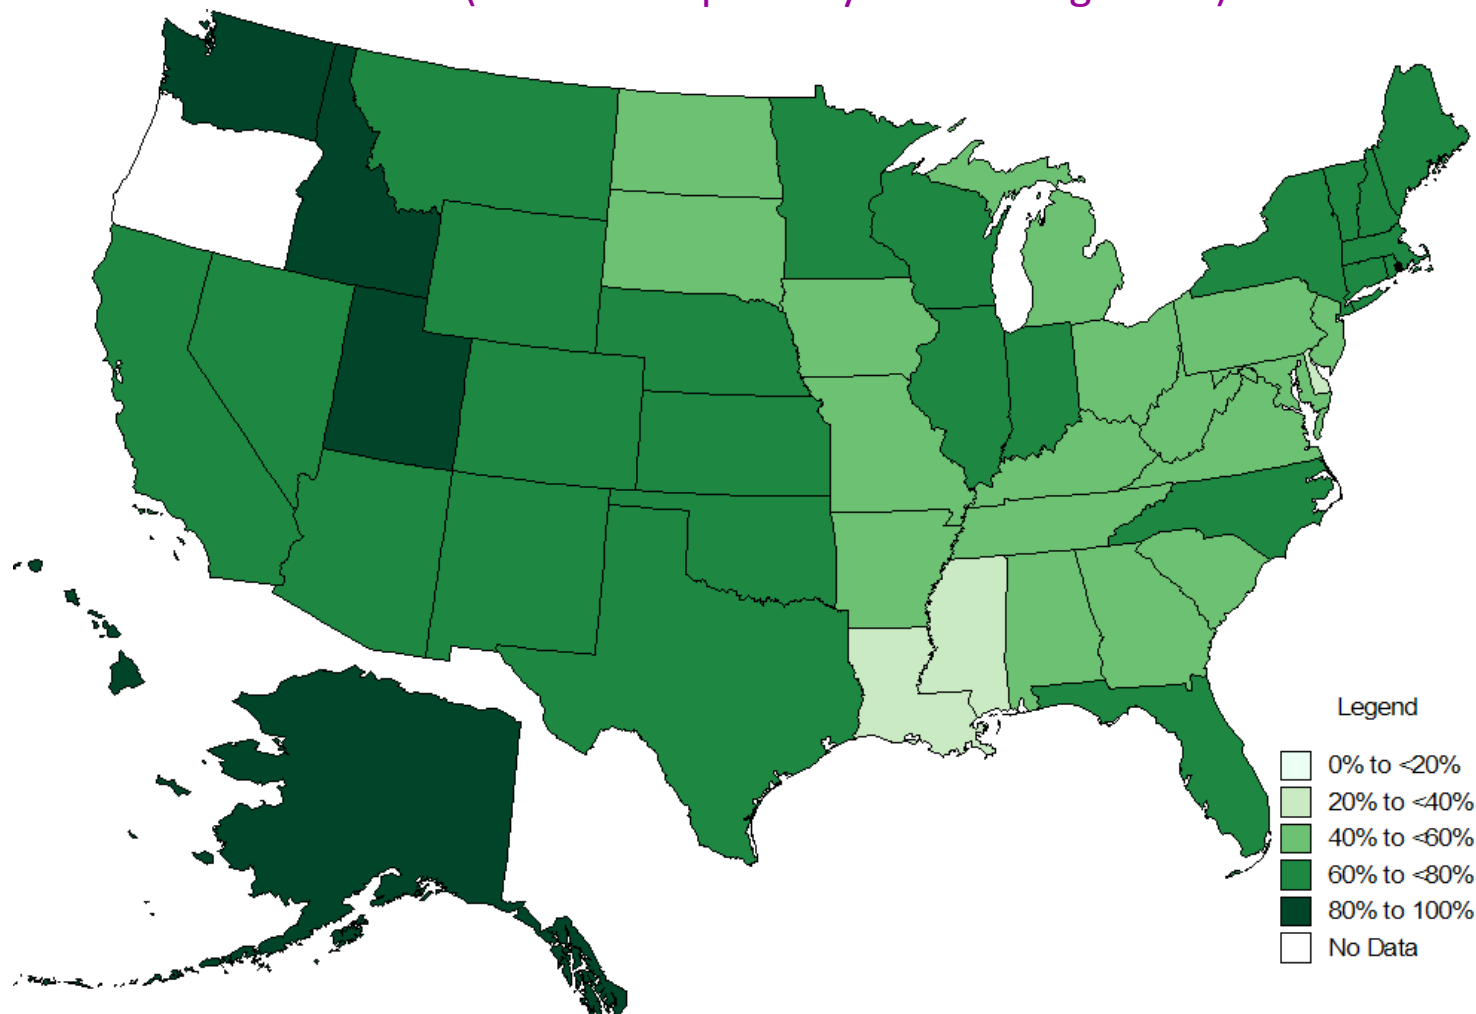 Legend
0% to <20%
20% to <40%
40% to <60%
60% to <80%
80% to 100%
No Data